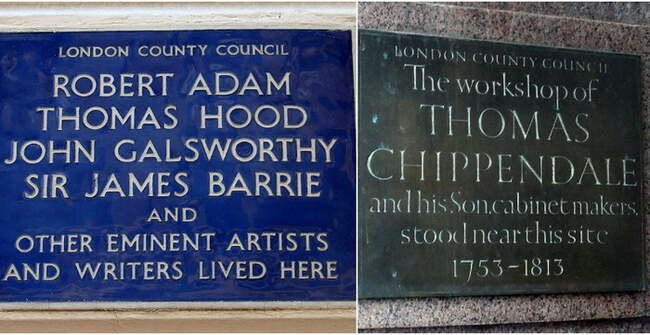 LONDON COUNTY COUNCIL
ROBERT ADAM
THOMAS HOOD
JOHN GALSWORTHY
SIR JAMES BARRIE
AND
OTHER EMINENT ARTISTS
AND WRITERS LIVED HERE
LONDON COUNTY COUNCIL
The workshop of
THOMAS
CHIPPENDALE
and his Son, cabinet makers,
stood near this site
1753-1813